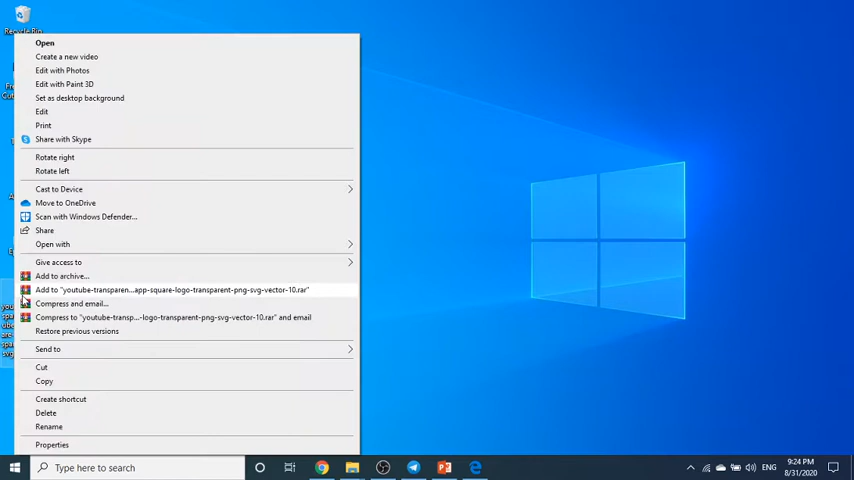 Recycle Bin
Open
Create a new video
Edit with Photos
Edit with Paint 3D
Set as desktop background
Edit
Print
Share with Skype
Rotate right
Rotate left
Cast to Device
Move to OneDrive
Scan with Windows Defender...
Share
Open with
Give access to
Add to archive...
Add to "youtube-transparen...app-square-logo-transparent-png-svg-vector-10.rar"
Compress and email...
Compress to "youtube-transp...-logo-transparent-png-svg-vector-10.rar" and email
Restore previous versions
Send to
Cut
Copy
Create shortcut
Delete
Rename
Properties
Type here to search
ENG
9:24 PM
8/31/2020